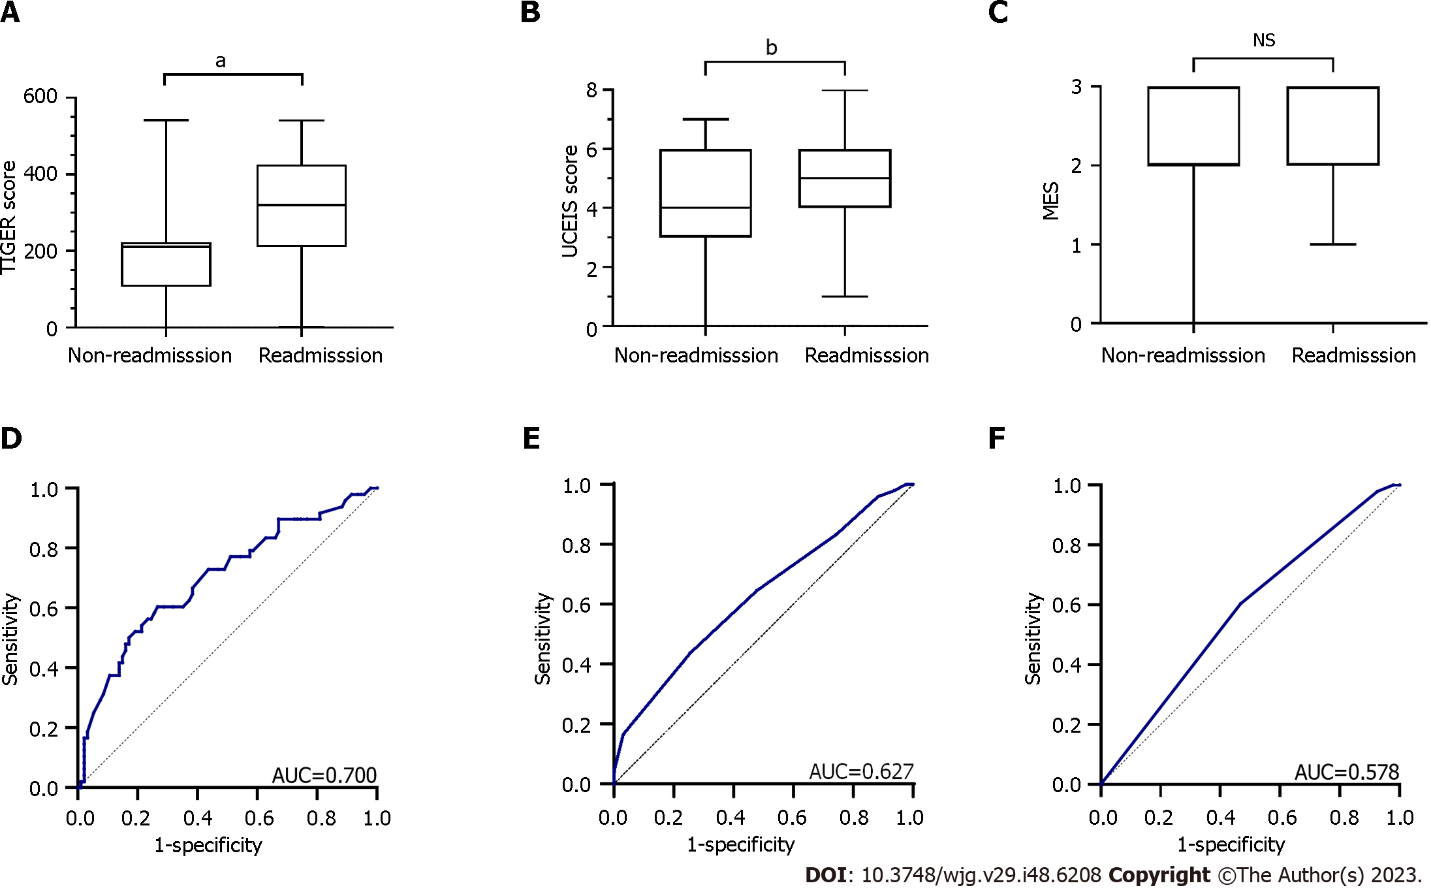 A
a
600
400
200
0
TIGER score
Non-readmisssion Readmisssion
B
b
8
6
4
2
0
UCEIS score
Non-readmisssion Readmisssion
C
NS
3
2
1
0
MES
Non-readmisssion Readmisssion
D
1.0
0.8
0.6
0.4
0.2
0.0
Sensitivity
AUC=0.700
0.0 0.2 0.4 0.6 0.8 1.0
1-specificity
E
1.0
0.8
0.6
0.4
0.2
0.0
Sensitivity
AUC=0.627
0.0 0.2 0.4 0.6 0.8 1.0
1-specificity
F
1.0
0.8
0.6
0.4
0.2
0.0
Sensitivity
AUC=0.578
0.0 0.2 0.4 0.6 0.8 1.0
1-specificity
DOI: 10.3748/wjg.v29.i48.6208 Copyright ©The Author(s) 2023.